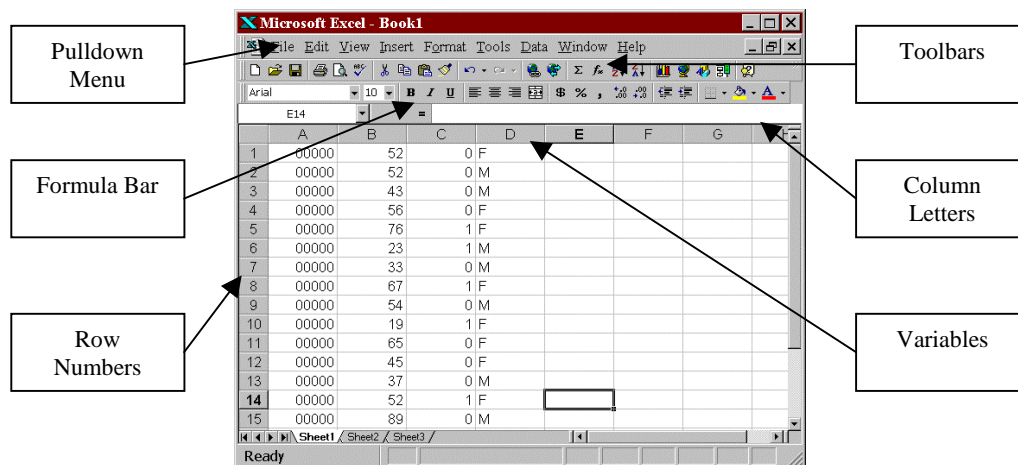 Microsoft Excel - Book1
File Edit View Insert Format Tools Data Window Help
Arial 10 B I U $ % ,
E14 =
A B C D E F G H
1 00000 52 0 F
2 00000 52 0 M
3 00000 43 0 M
4 00000 56 0 F
5 00000 76 1 F
6 00000 23 1 M
7 00000 33 0 M
8 00000 67 1 F
9 00000 54 0 M
10 00000 19 1 F
11 00000 65 0 F
12 00000 45 0 F
13 00000 37 0 M
14 00000 52 1 F
15 00000 89 0 M
Sheet1 Sheet2 Sheet3
Ready
Pulldown
Menu
Formula Bar
Row
Numbers
Toolbars
Column
Letters
Variables